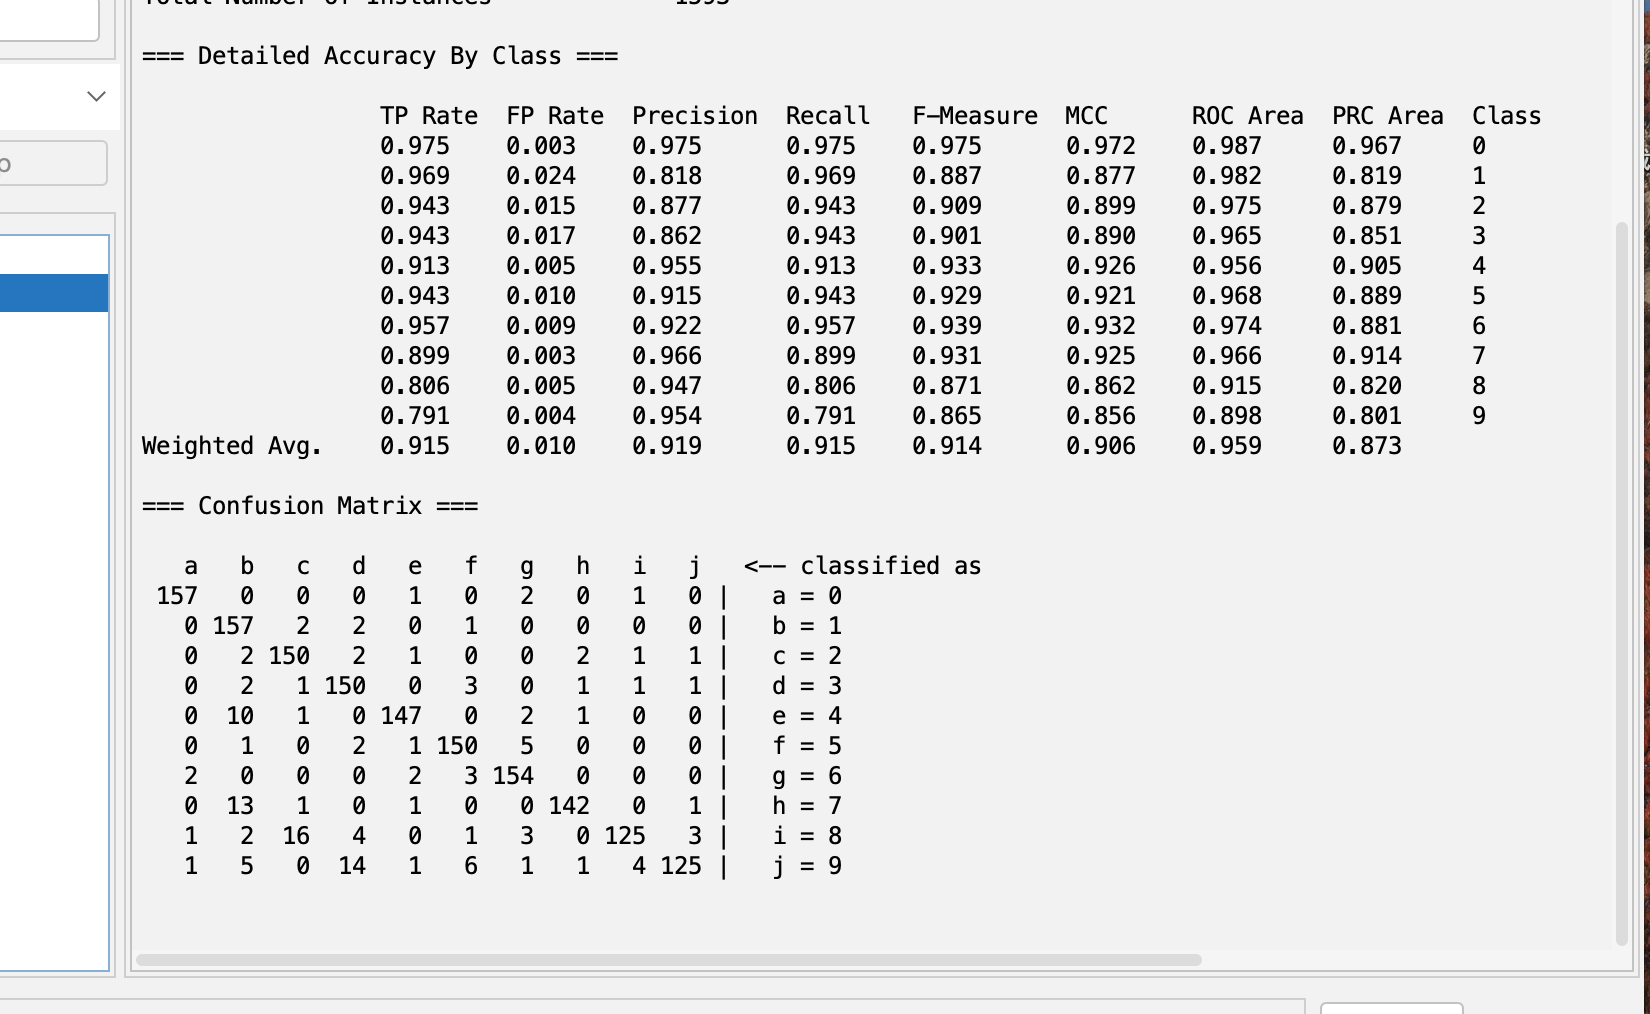 Total Number of Instances 1593
=== Detailed Accuracy By Class ===
TP Rate FP Rate Precision Recall F-Measure MCC ROC Area PRC Area Class
0.975 0.003 0.975 0.975 0.975 0.972 0.987 0.967 0
0.969 0.024 0.818 0.969 0.887 0.877 0.982 0.819 1
0.943 0.015 0.877 0.943 0.909 0.899 0.975 0.879 2
0.943 0.017 0.862 0.943 0.901 0.890 0.965 0.851 3
0.913 0.005 0.955 0.913 0.933 0.926 0.956 0.905 4
0.943 0.010 0.915 0.943 0.929 0.921 0.968 0.889 5
0.957 0.009 0.922 0.957 0.939 0.932 0.974 0.881 6
0.899 0.003 0.966 0.899 0.931 0.925 0.966 0.914 7
0.806 0.005 0.947 0.806 0.871 0.862 0.915 0.820 8
0.791 0.004 0.954 0.791 0.865 0.856 0.898 0.801 9
Weighted Avg. 0.915 0.010 0.919 0.915 0.914 0.906 0.959 0.873
=== Confusion Matrix ===
a b c d e f g h i j <-- classified as
157 0 0 0 1 0 2 0 1 0 | a = 0
0 157 2 2 0 1 0 0 0 0 | b = 1
0 2 150 2 1 0 0 2 1 1 | c = 2
0 2 1 150 0 3 0 1 1 1 | d = 3
0 10 1 0 147 0 2 1 0 0 | e = 4
0 1 0 2 1 150 5 0 0 0 | f = 5
2 0 0 0 2 3 154 0 0 0 | g = 6
0 13 1 0 1 0 0 142 0 1 | h = 7
1 2 16 4 0 1 3 0 125 3 | i = 8
1 5 0 14 1 6 1 1 4 125 | j = 9